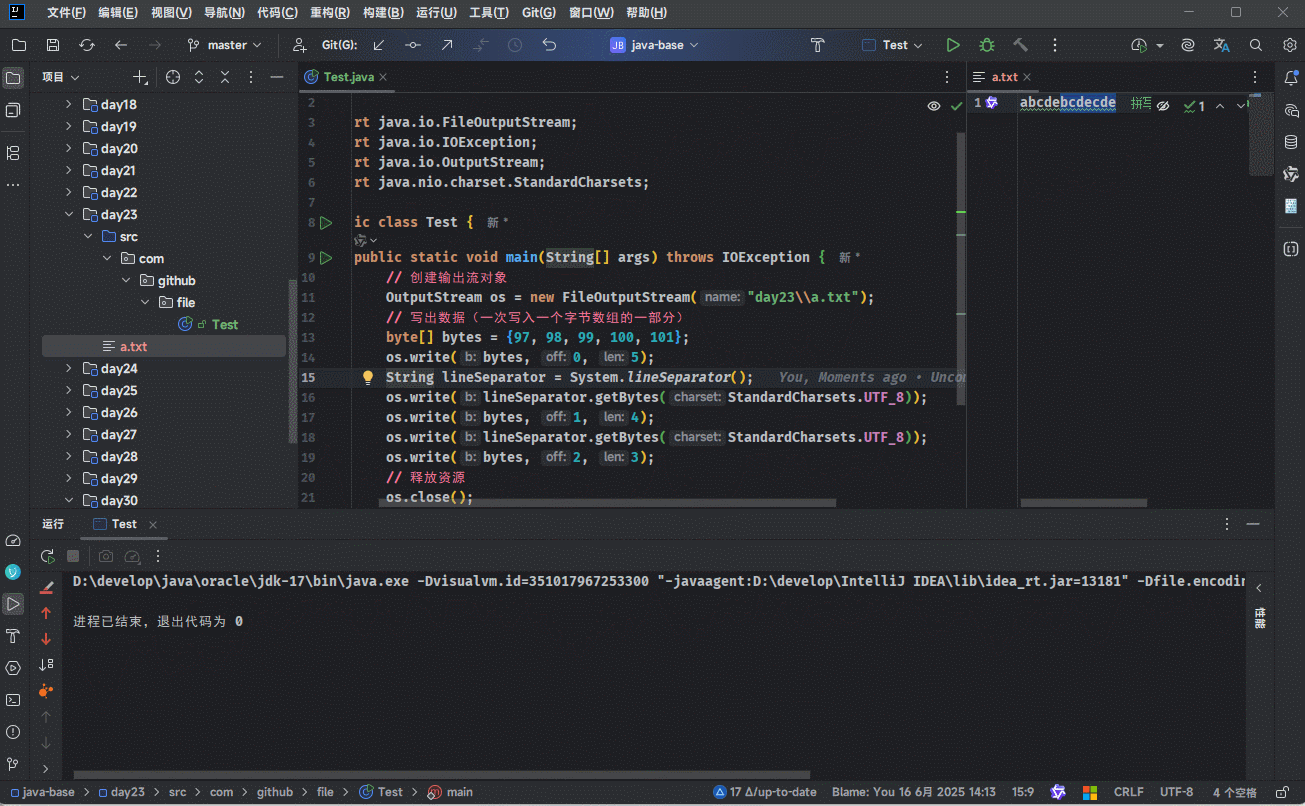 文件(F) 编辑(E) 视图(V) 导航(N) 代码(C) 重构(R) 构建(B) 运行(U) 工具(T) Git(G) 窗口(W) 帮助(H)
master Git(G): JB java-base Test
项目
day18
day19
day20
day21
day22
day23
src
com
github
file
Test
a.txt
day24
day25
day26
day27
day28
day29
day30
Test.java
2
3 rt java.io.FileOutputStream;
4 rt java.io.IOException;
5 rt java.io.OutputStream;
6 rt java.nio.charset.StandardCharsets;
7
8 ic class Test { 新 *
9 public static void main(String[] args) throws IOException { 新 *
10 // 创建输出流对象
11 OutputStream os = new FileOutputStream( name: "day23\\a.txt");
12 // 写出数据（一次写入一个字节数组的一部分）
13 byte[] bytes = {97, 98, 99, 100, 101};
14 os.write( b: bytes, off: 0, len: 5);
15 String lineSeparator = System.lineSeparator(); You, Moments ago • Uncor
16 os.write( b: lineSeparator.getBytes( charset: StandardCharsets.UTF_8));
17 os.write( b: bytes, off: 1, len: 4);
18 os.write( b: lineSeparator.getBytes( charset: StandardCharsets.UTF_8));
19 os.write( b: bytes, off: 2, len: 3);
20 // 释放资源
21 os.close();
a.txt
1 abcdebcdecde 拼写 1
运行 Test
D:\develop\java\oracle\jdk-17\bin\java.exe -Dvisualvm.id=351017967253300 "-javaagent:D:\develop\IntelliJ IDEA\lib\idea_rt.jar=13181" -Dfile.encodin
进程已结束，退出代码为 0
性能
java-base > day23 > src > com > github > file > Test > main 17 Δ/up-to-date Blame: You 16 6月 2025 14:13 15:9 CRLF UTF-8 4 个空格